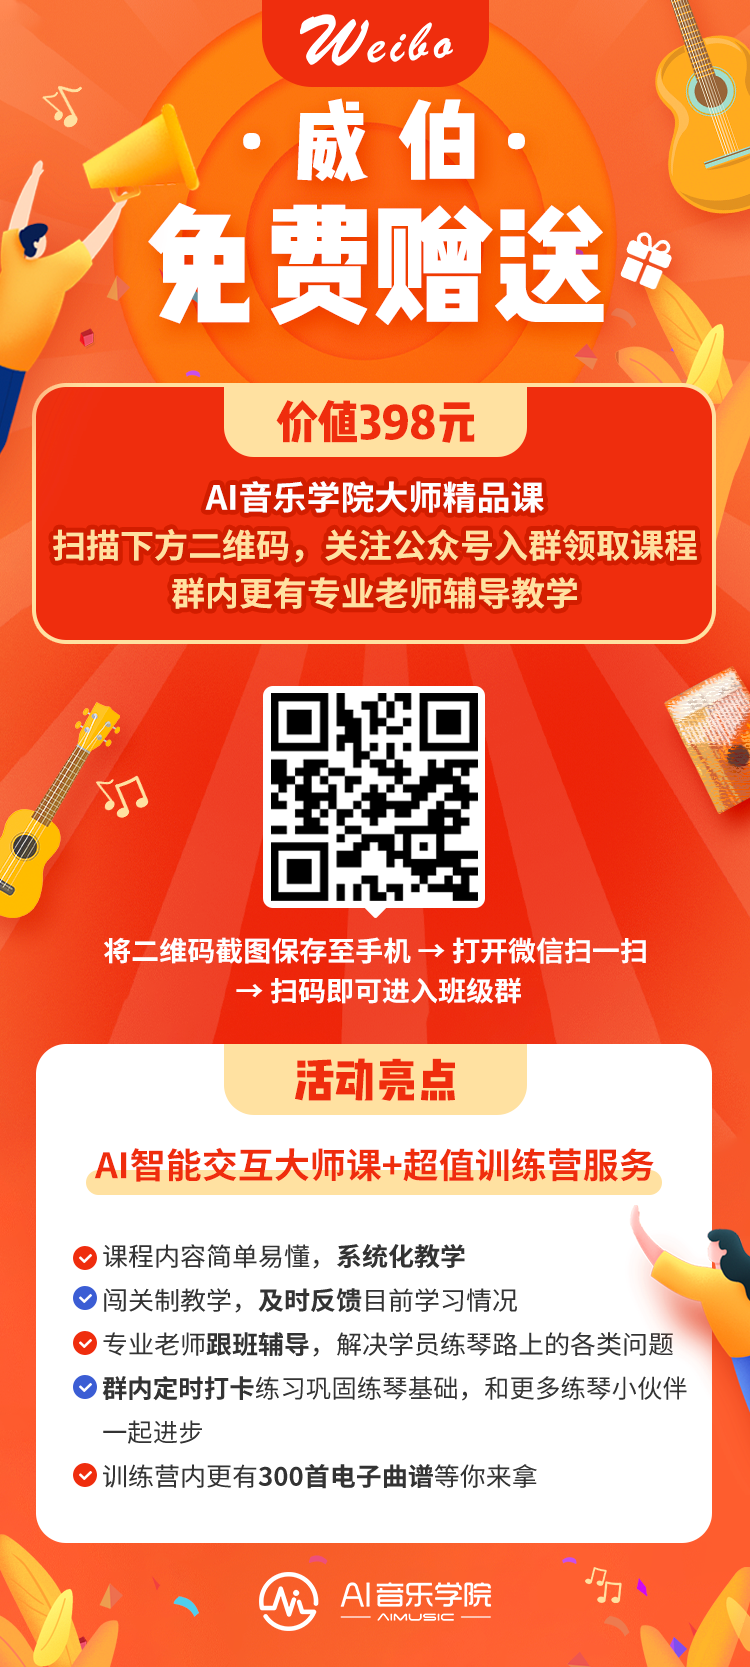 Weibo
·威伯·
免费赠送
价值398元
AI音乐学院大师精品课
扫描下方二维码，关注公众号入群领取课程
群内更有专业老师辅导教学
将二维码截图保存至手机 → 打开微信扫一扫
→ 扫码即可进入班级群
活动亮点
AI智能交互大师课+超值训练营服务
课程内容简单易懂，系统化教学
闯关制教学，及时反馈目前学习情况
专业老师跟班辅导，解决学员练琴路上的各类问题
群内定时打卡练习巩固练琴基础，和更多练琴小伙伴
一起进步
训练营内更有300首电子曲谱等你来拿
AI音乐学院
AIMUSIC